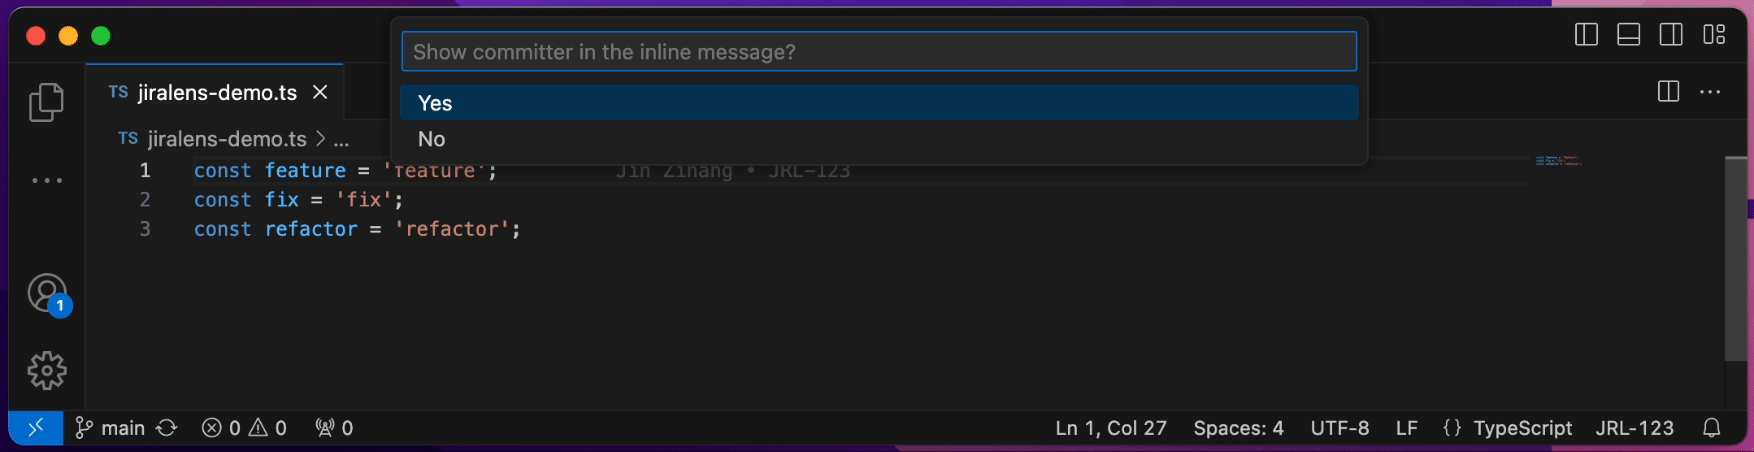 Show committer in the inline message?
Yes
No
TS jiralens-demo.ts
TS jiralens-demo.ts > ...
1 const feature = 'feature'; Jin Zihang • JRL-123
2 const fix = 'fix';
3 const refactor = 'refactor';
1
main 0 0 0 Ln 1, Col 27 Spaces: 4 UTF-8 LF {} TypeScript JRL-123